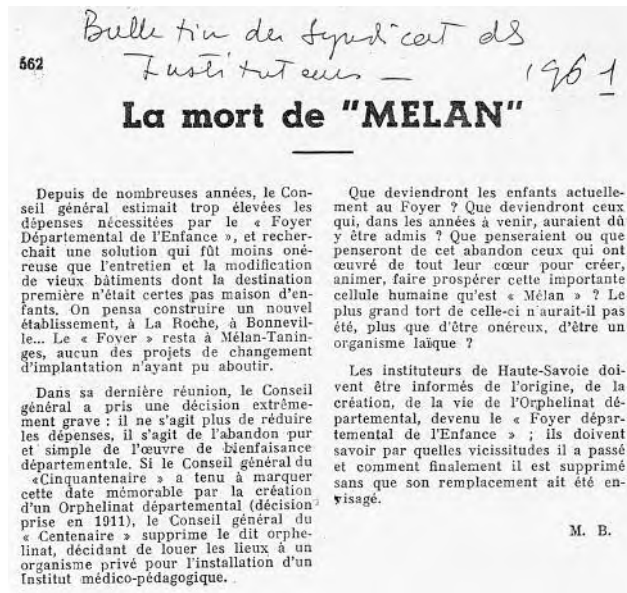 Bulletin des Syndicat ds
562
Instituteurs — 1961
La mort de "MELAN"
Depuis de nombreuses années, le Con-
seil général estimait trop élevées les
dépenses nécessitées par le « Foyer
Départemental de l'Enfance », et recher-
chait une solution qui fût moins oné-
reuse que l'entretien et la modification
de vieux bâtiments dont la destination
première n'était certes pas maison d'en-
fants. On pensa construire un nouvel
établissement, à La Roche, à Bonnevil-
le... Le « Foyer » resta à Mélan-Tanin-
ges, aucun des projets de changement
d'implantation n'ayant pu aboutir.
Dans sa dernière réunion, le Conseil
général a pris une décision extrême-
ment grave : il ne s'agit plus de réduire
les dépenses, il s'agit de l'abandon pur
et simple de l'œuvre de bienfaisance
départementale. Si le Conseil général du
«Cinquantenaire » a tenu à marquer
cette date mémorable par la création
d'un Orphelinat départemental (décision
prise en 1911), le Conseil général du
« Centenaire » supprime le dit orphe-
linat, décidant de louer les lieux à un
organisme privé pour l'installation d'un
Institut médico-pédagogique.
Que deviendront les enfants actuelle-
ment au Foyer ? Que deviendront ceux
qui, dans les années à venir, auraient dû
y être admis ? Que penseraient ou que
penseront de cet abandon ceux qui ont
œuvré de tout leur cœur pour créer,
animer, faire prospérer cette importante
cellule humaine qu'est « Mélan » ? Le
plus grand tort de celle-ci n'aurait-il pas
été, plus que d'être onéreux, d'être un
organisme laïque ?
Les instituteurs de Haute-Savoie doi-
vent être informés de l'origine, de la
création, de la vie de l'Orphelinat dé-
partemental, devenu le « Foyer dépar-
temental de l'Enfance » ; ils doivent
savoir par quelles vicissitudes il a passé
et comment finalement il est supprimé
sans que son remplacement ait été en-
visagé.
M. B.